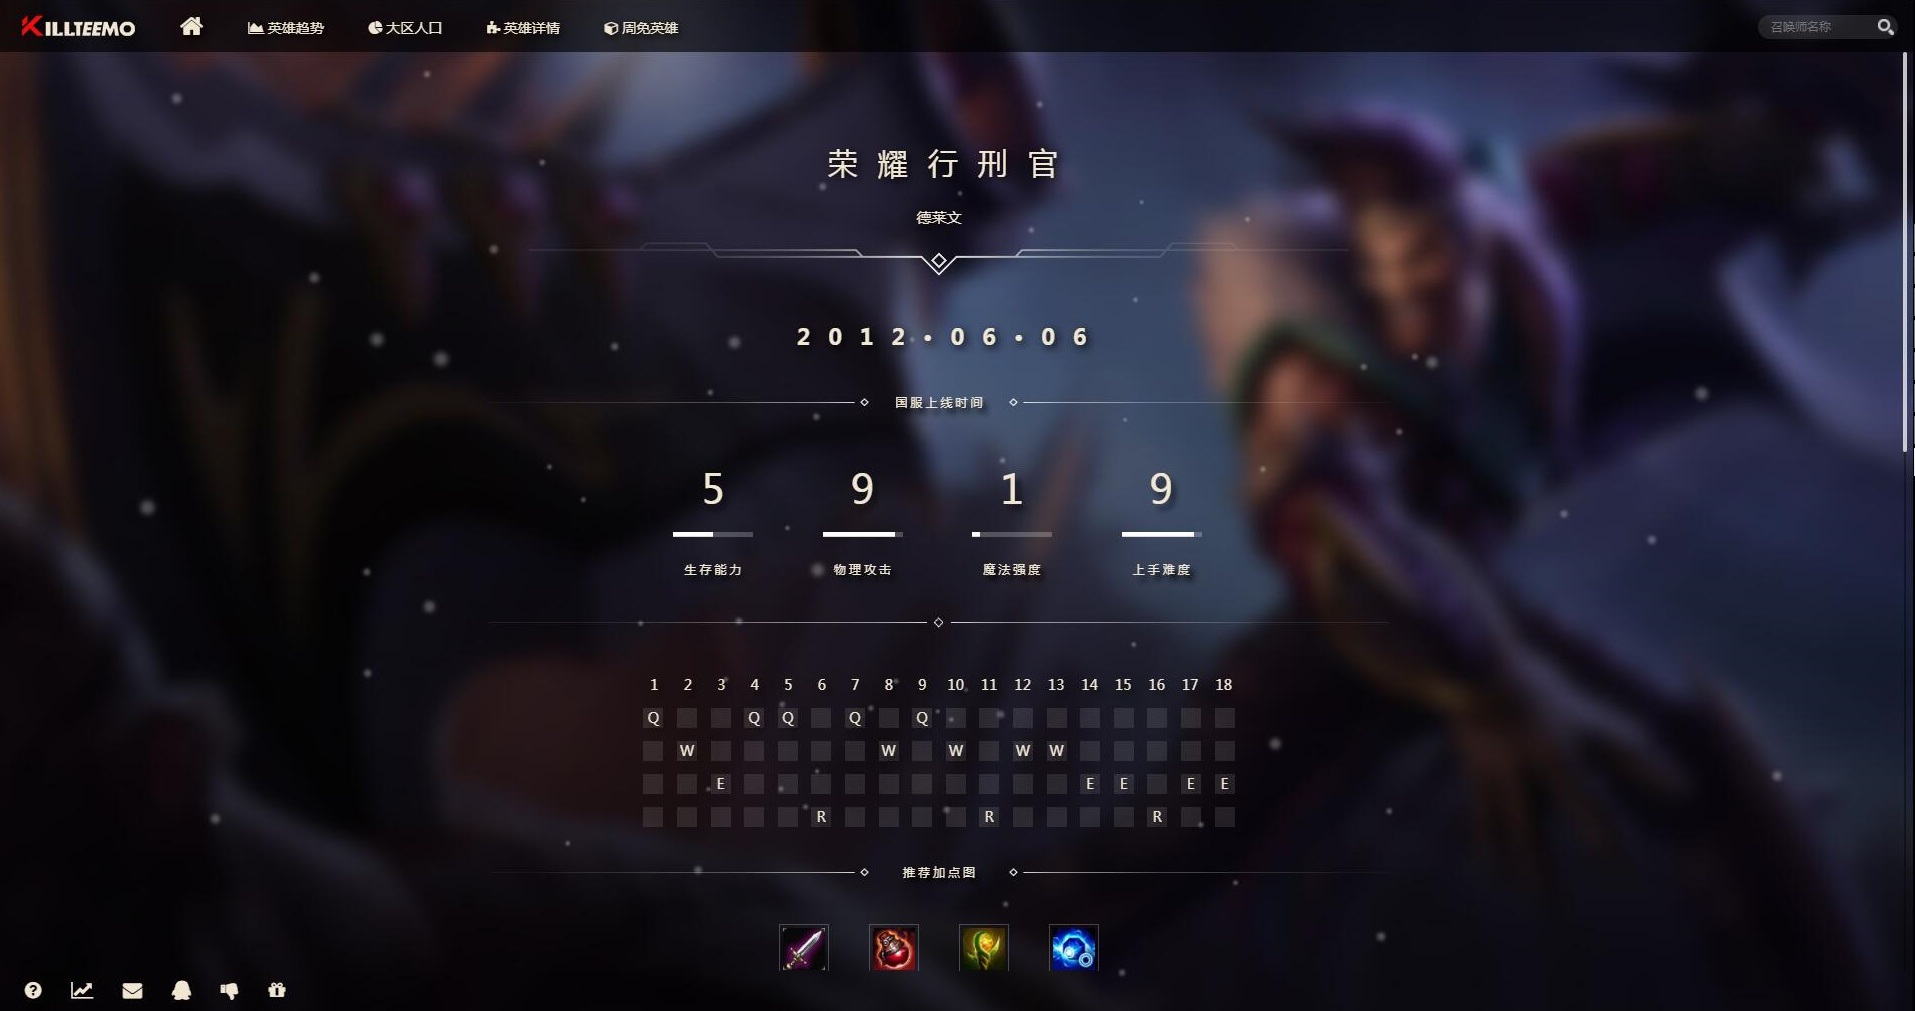 KILLTEEMO 英雄趋势 大区人口 英雄详情 周免英雄 召唤师名称
荣耀行刑官
德莱文
2012·06·06
国服上线时间
5 9 1 9
生存能力 物理攻击 魔法强度 上手难度
1 2 3 4 5 6 7 8 9 10 11 12 13 14 15 16 17 18
Q Q Q Q Q
W W W W W
E E E E E
R R R
推荐加点图